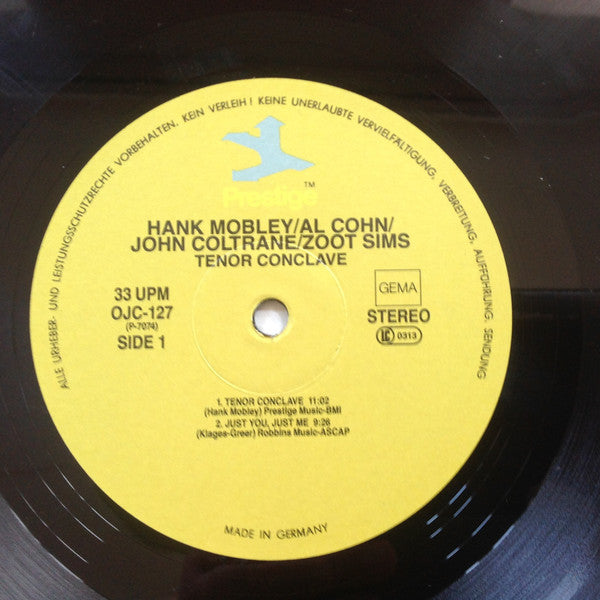 ALLE URHEBER- UND LEISTUNGSSCHUTZRECHTE VORBEHALTEN. KEIN VERLEIH! KEINE UNERLAUBTE VERVIELFÄLTIGUNG, VERBREITUNG, AUFFÜHRUNG, SENDUNG
Prestige™
HANK MOBLEY/AL COHN/
JOHN COLTRANE/ZOOT SIMS
TENOR CONCLAVE
33 UPM
OJC-127
(P-7074)
SIDE 1
GEMA
STEREO
LC 0313
1. TENOR CONCLAVE 11:02
(Hank Mobley) Prestige Music-BMI
2. JUST YOU, JUST ME 9:26
(Klages-Greer) Robbins Music-ASCAP
MADE IN GERMANY